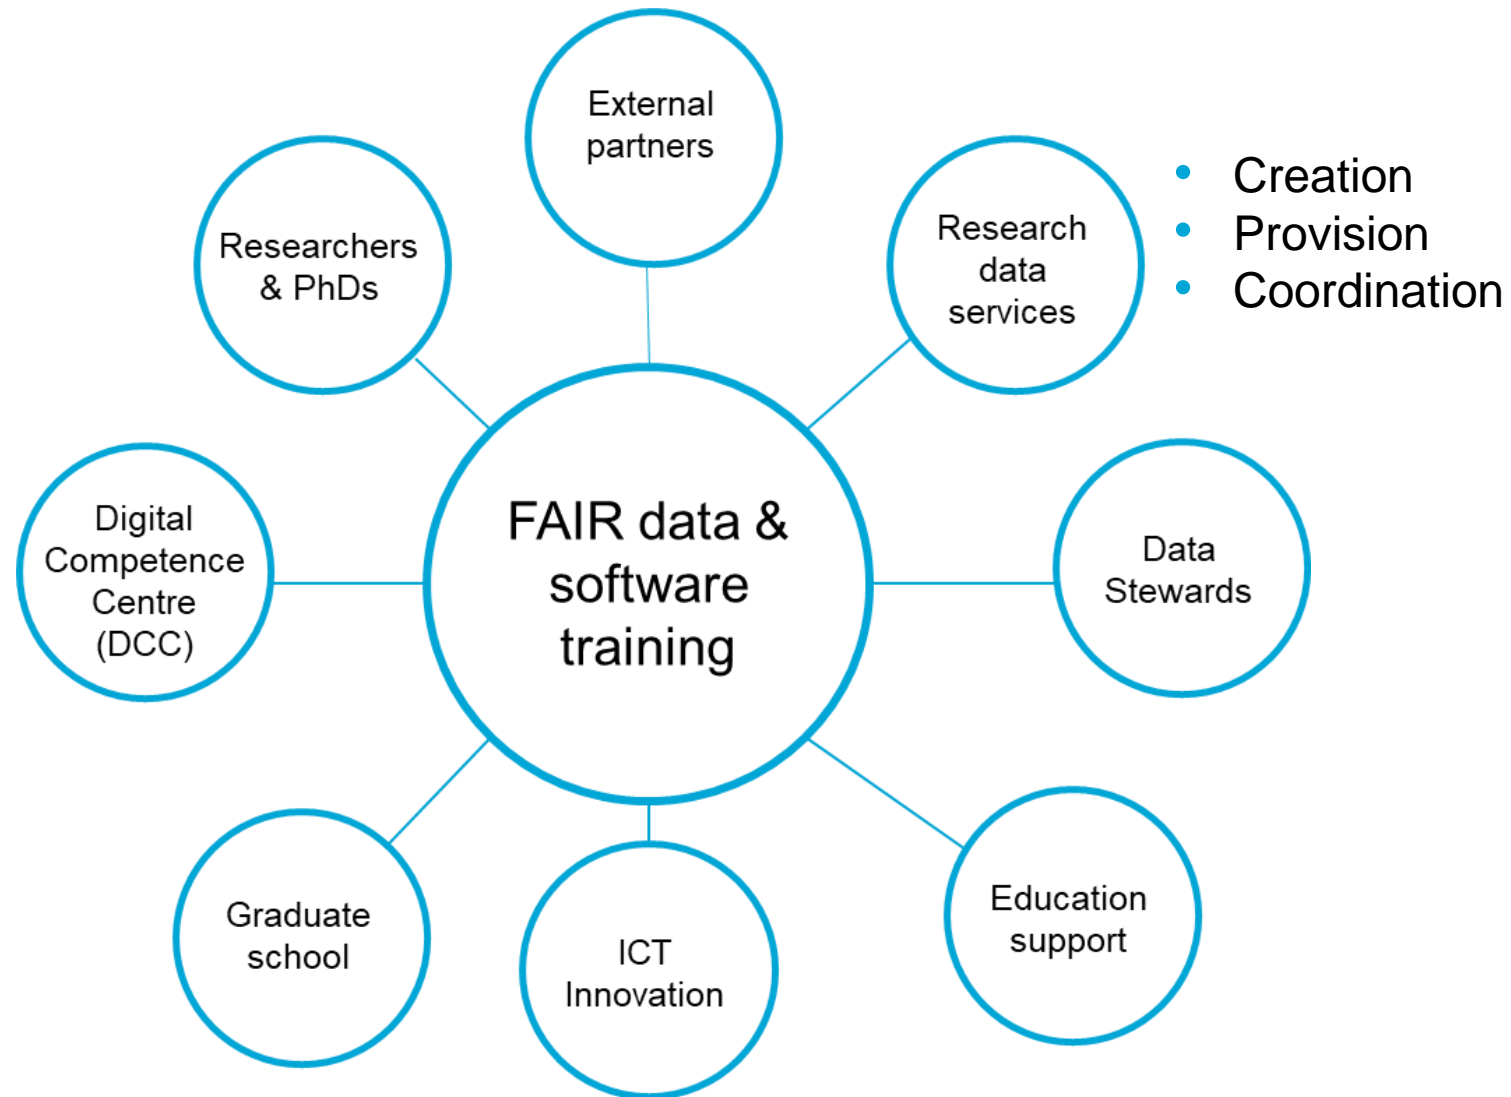 External
partners
Researchers
& PhDs
Research
data
services
• Creation
• Provision
• Coordination
Digital
Competence
Centre
(DCC)
FAIR data &
software
training
Data
Stewards
Graduate
school
ICT
Innovation
Education
support